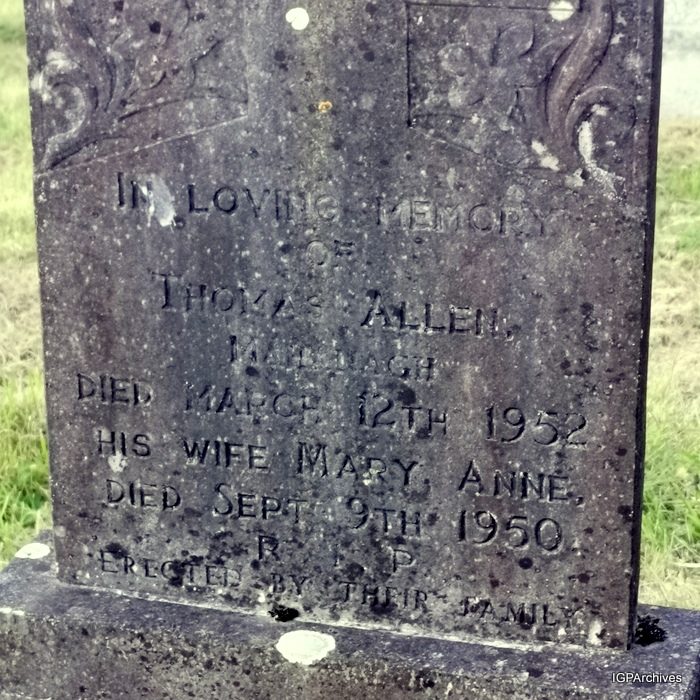 IN LOVING MEMORY
OF
THOMAS ALLEN,
DIED MARCH 12TH 1952
HIS WIFE MARY ANNE,
DIED SEPT 9TH 1950
R I P
ERECTED BY THEIR FAMILY
IGPArchives